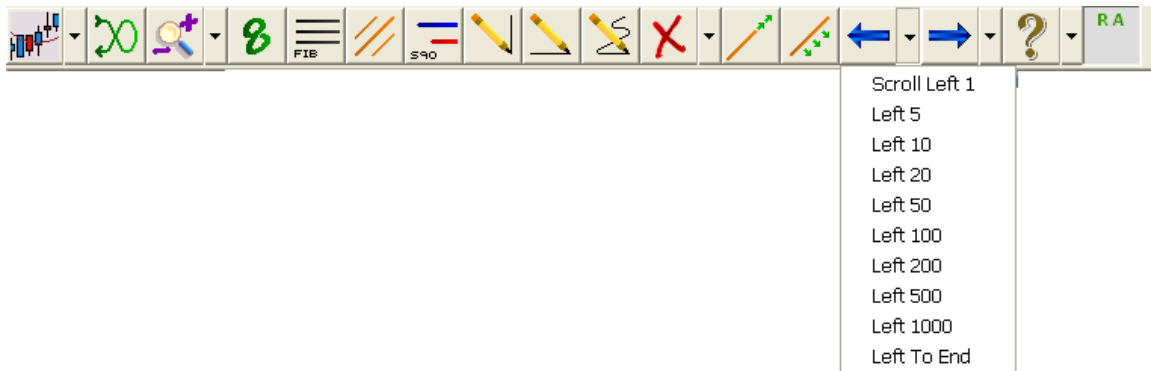 FIB
S90
R A
Scroll Left 1
Left 5
Left 10
Left 20
Left 50
Left 100
Left 200
Left 500
Left 1000
Left To End